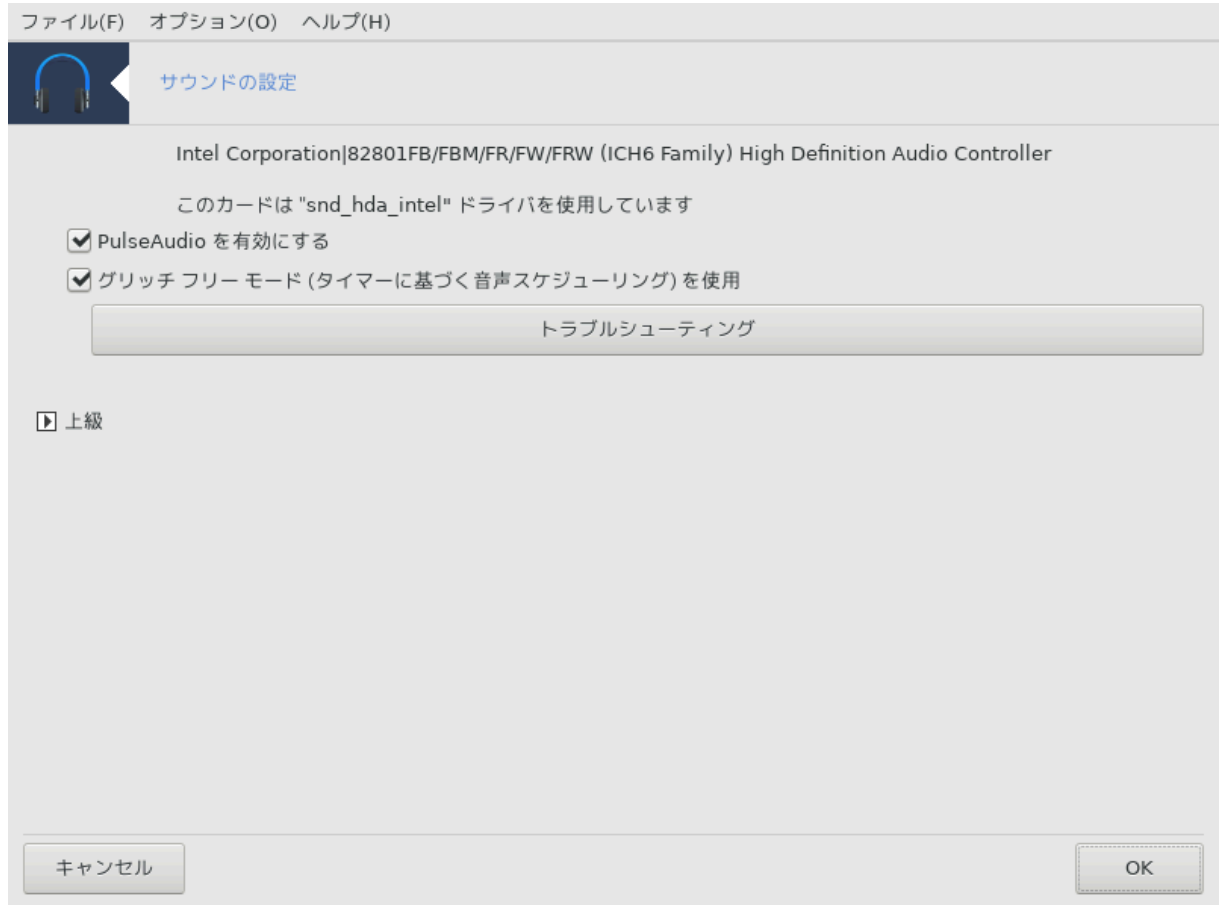 ファイル(F) オプション(O) ヘルプ(H)
サウンドの設定
Intel Corporation|82801FB/FBM/FR/FW/FRW (ICH6 Family) High Definition Audio Controller
このカードは "snd_hda_intel" ドライバを使用しています
PulseAudio を有効にする
グリッチ フリー モード (タイマーに基づく音声スケジューリング) を使用
トラブルシューティング
上級
キャンセル OK